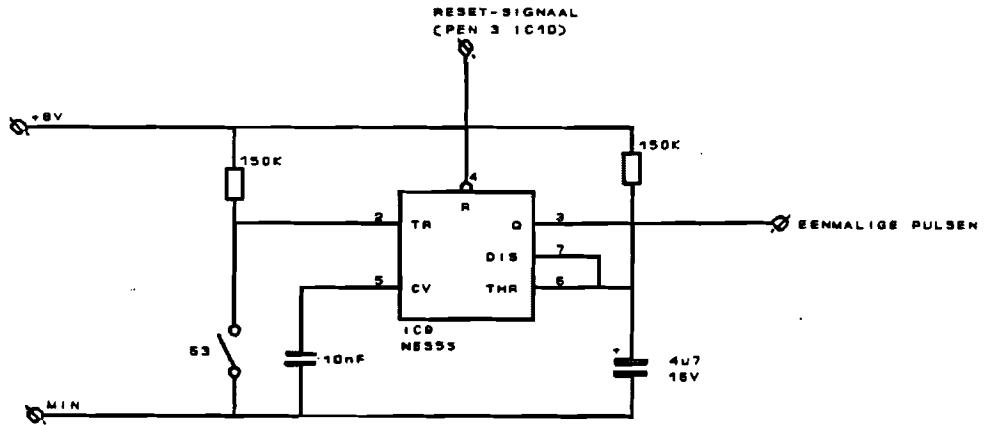 RESET-SIGNAAL
(PEN 3 IC10)
+8V
150K
150K
4
R
2
TR
Q
3
EENMALIGE PULSEN
DIS
7
5
CV
THR
6
IC9
NE555
S3
10nF
+
4u7
16V
MIN